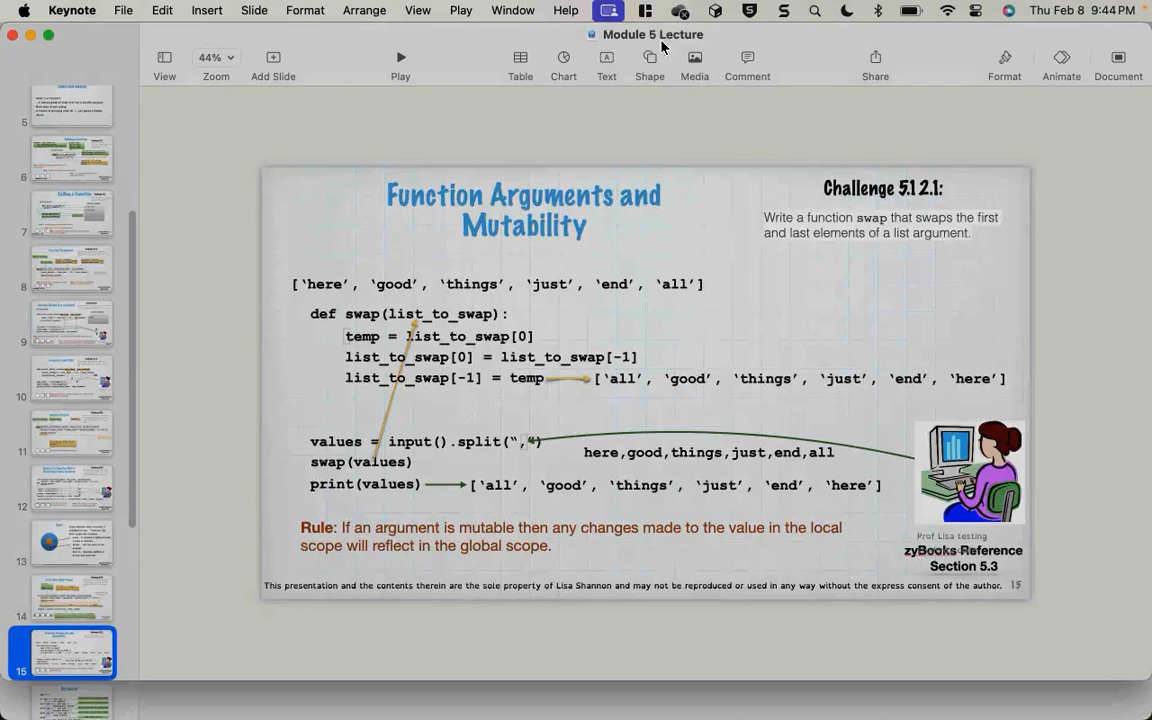 Keynote File Edit Insert Slide Format Arrange View Play Window Help Thu Feb 8 9:44 PM
Module 5 Lecture
44%
View Zoom Add Slide Play Table Chart Text Shape Media Comment Share Format Animate Document
5
6
7
8
9
10
11
12
13
14
15
Function Arguments and
Mutability
Challenge 5.12.1:
Write a function swap that swaps the first
and last elements of a list argument.
[‘here’, ‘good’, ‘things’, ‘just’, ‘end’, ‘all’]
def swap(list_to_swap):
temp = list_to_swap[0]
list_to_swap[0] = list_to_swap[-1]
list_to_swap[-1] = temp
[‘all’, ‘good’, ‘things’, ‘just’, ‘end’, ‘here’]
values = input().split(“,”)
here,good,things,just,end,all
swap(values)
print(values)
[‘all’, ‘good’, ‘things’, ‘just’, ‘end’, ‘here’]
Rule: If an argument is mutable then any changes made to the value in the local
scope will reflect in the global scope.
Prof Lisa testing
zyBooks Reference
Section 5.3
This presentation and the contents therein are the sole property of Lisa Shannon and may not be reproduced or used in any way without the express consent of the author. 15